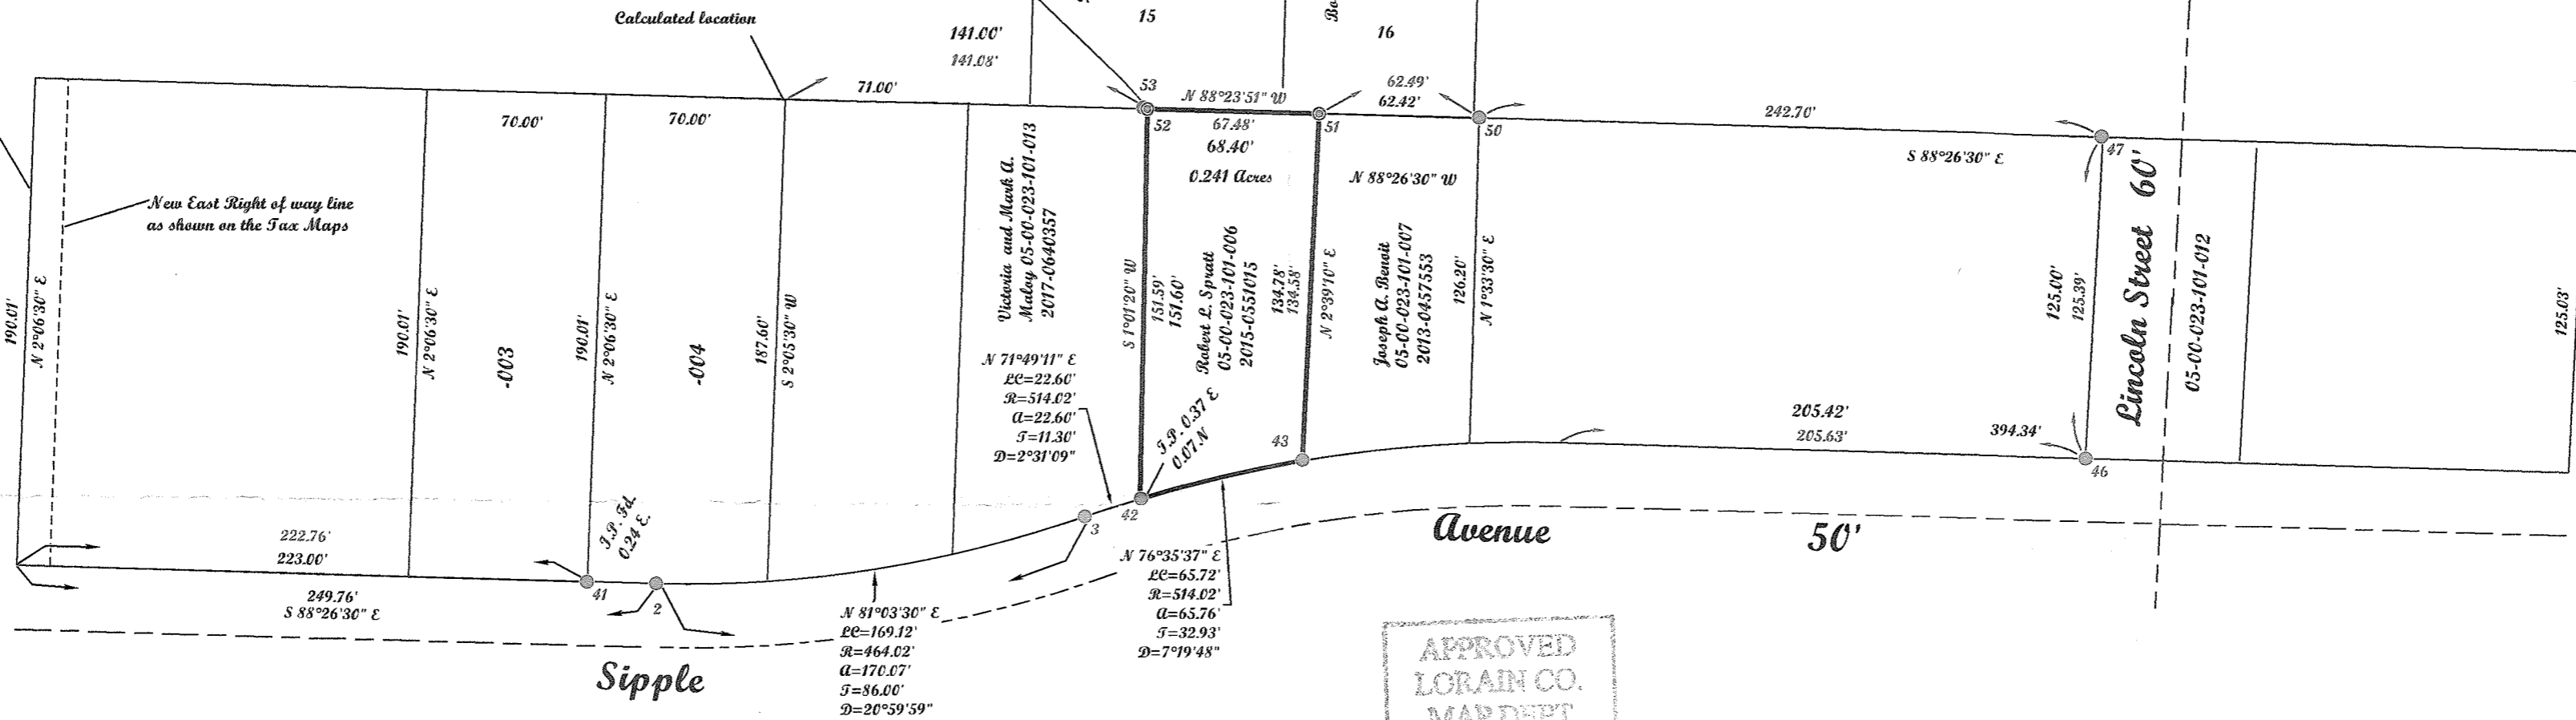 Calculated location
15
16
141.00'
141.08'
71.00'
53
N 88°23'51" W
62.49'
62.42'
52
67.48'
51
50
68.40'
242.70'
70.00'
70.00'
S 88°26'30" E
47
0.241 Acres
N 88°26'30" W
New East Right of way line
as shown on the Tax Maps
190.01'
N 2°06'30" E
190.01'
N 2°06'30" E
-003
190.01'
N 2°06'30" E
-004
187.60'
S 2°05'30" W
Victoria and Mark A.
Malay 05-00-023-101-013
2017-0640357
S 1°01'20" W
151.59'
151.60'
Robert L. Spratt
05-00-023-101-006
2015-0551015
134.78'
134.58'
N 2°39'10" E
Joseph A. Benoit
05-00-023-101-007
2013-0457553
126.20'
N 1°33'30" E
125.00'
125.39'
Lincoln Street 60'
05-00-023-101-012
125.03'
N 71°49'11" E
LC=22.60'
R=514.02'
A=22.60'
T=11.30'
D=2°31'09"
I.P. 0.37 E
0.07 N
43
205.42'
205.63'
394.34'
46
I.P. Fd.
0.24 E.
42
3
222.76'
223.00'
249.76'
S 88°26'30" E
41
2
Avenue
50'
N 76°35'37" E
LC=65.72'
R=514.02'
A=65.76'
T=32.93'
D=7°19'48"
N 81°03'30" E
LC=169.12'
R=464.02'
A=170.07'
T=86.00'
D=20°59'59"
Sipple
APPROVED
LORAIN CO.
MAP DEPT